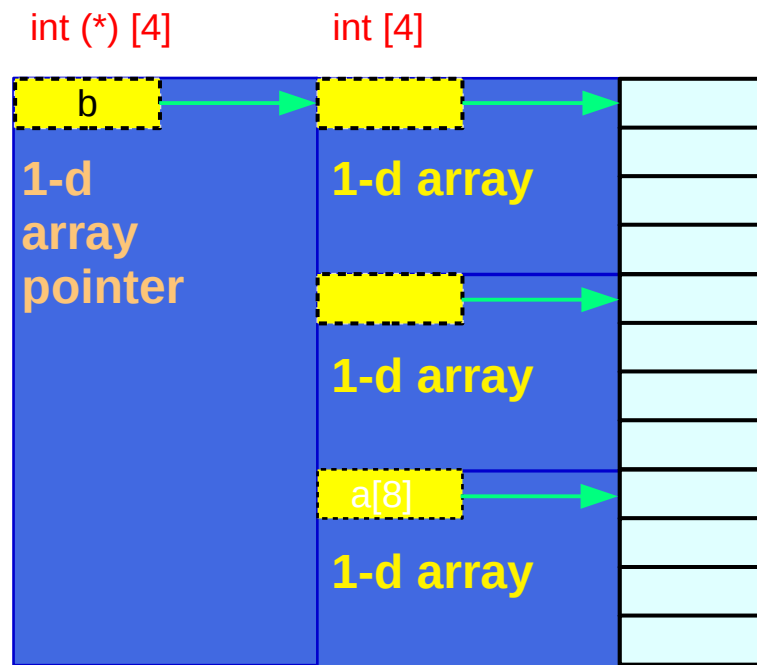 int (*) [4]
int [4]
b
1-d
array
pointer
1-d array
1-d array
a[8]
1-d array